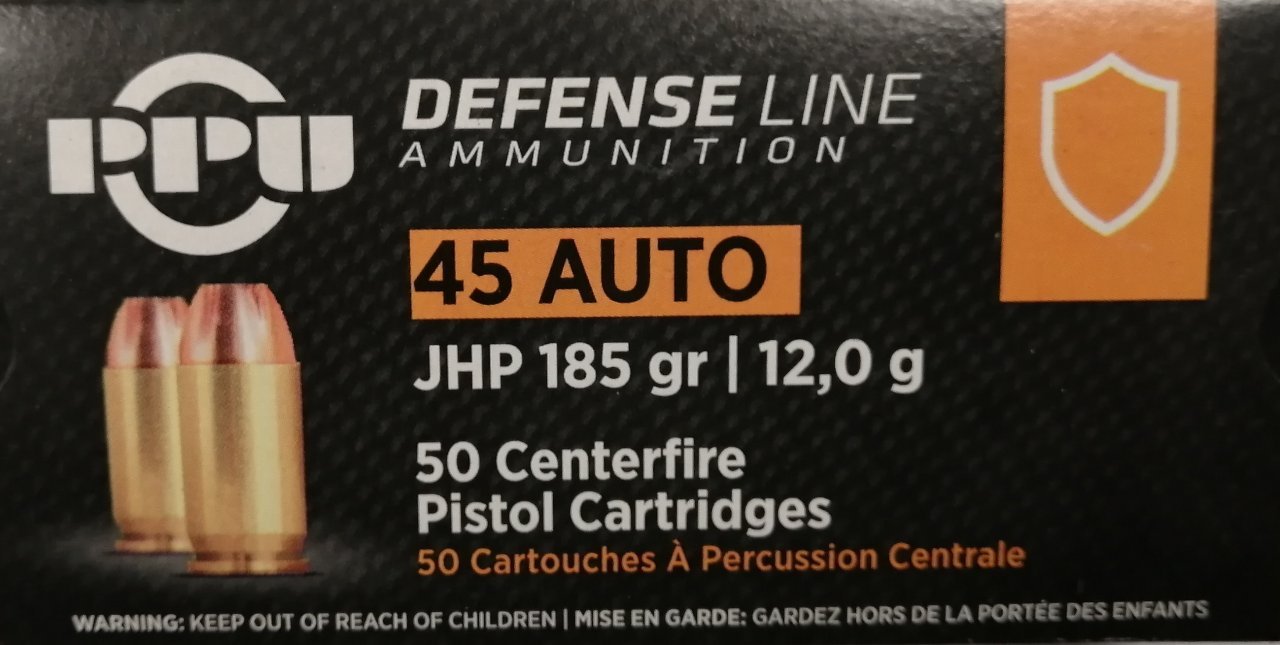 PPU
DEFENSE LINE
AMMUNITION
45 AUTO
JHP 185 gr | 12,0 g
50 Centerfire
Pistol Cartridges
50 Cartouches À Percussion Centrale
WARNING: KEEP OUT OF REACH OF CHILDREN | MISE EN GARDE: GARDEZ HORS DE LA PORTÉE DES ENFANTS